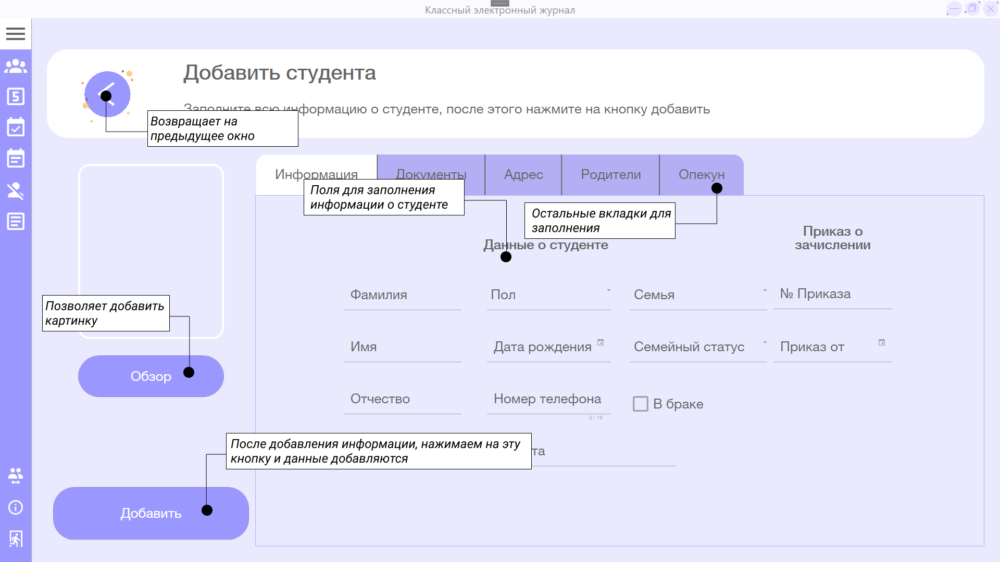 Классный электронный журнал
Добавить студента
Заполните всю информацию о студенте, после этого нажмите на кнопку добавить
Возвращает на
предыдущее окно
Информация Документы Адрес Родители Опекун
Поля для заполнения
информации о студенте
Остальные вкладки для
заполнения
Данные о студенте
Приказ о
зачислении
Фамилия Пол Семья № Приказа
Позволяет добавить
картинку
Имя Дата рождения Семейный статус Приказ от
Обзор
Отчество Номер телефона В браке
0 / 16
После добавления информации, нажимаем на эту
кнопку и данные добавляются
та
Добавить
5